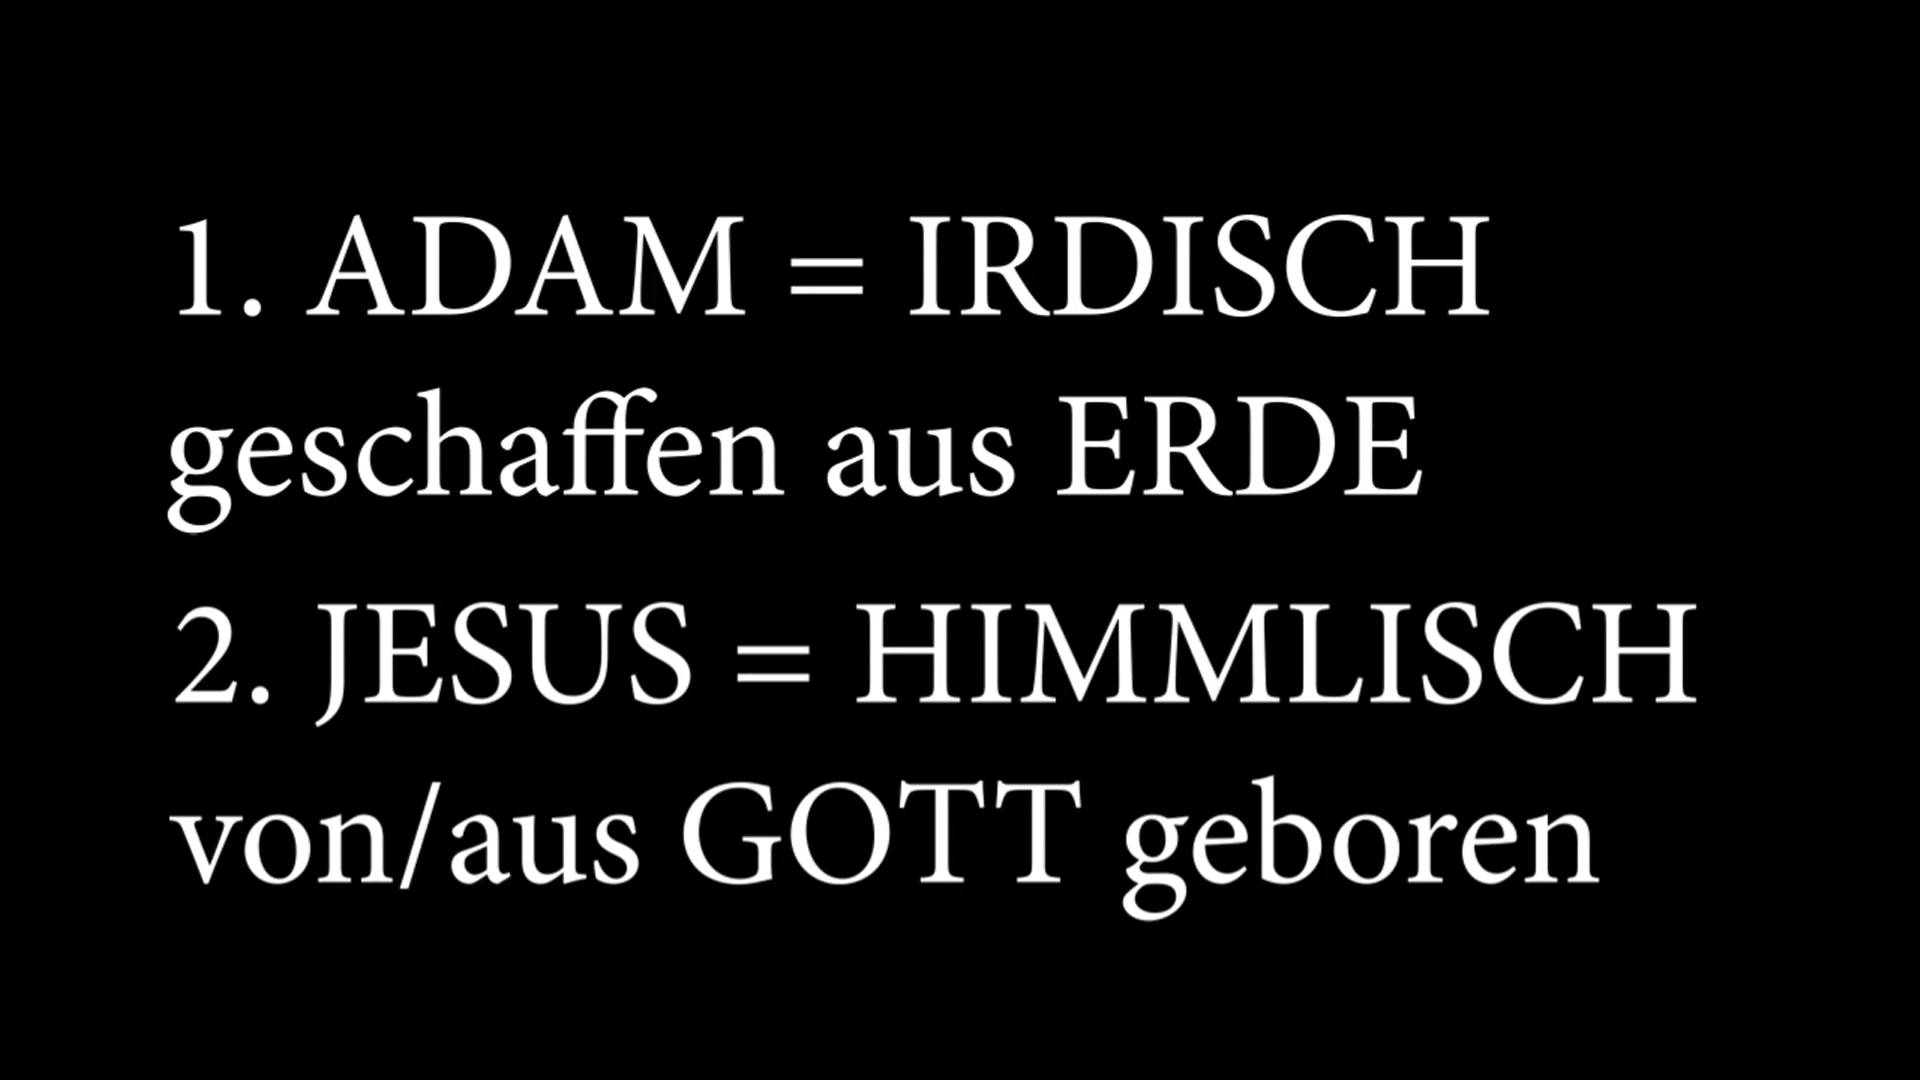 1. ADAM = IRDISCH
geschaffen aus ERDE
2. JESUS = HIMMLISCH
von/aus GOTT geboren